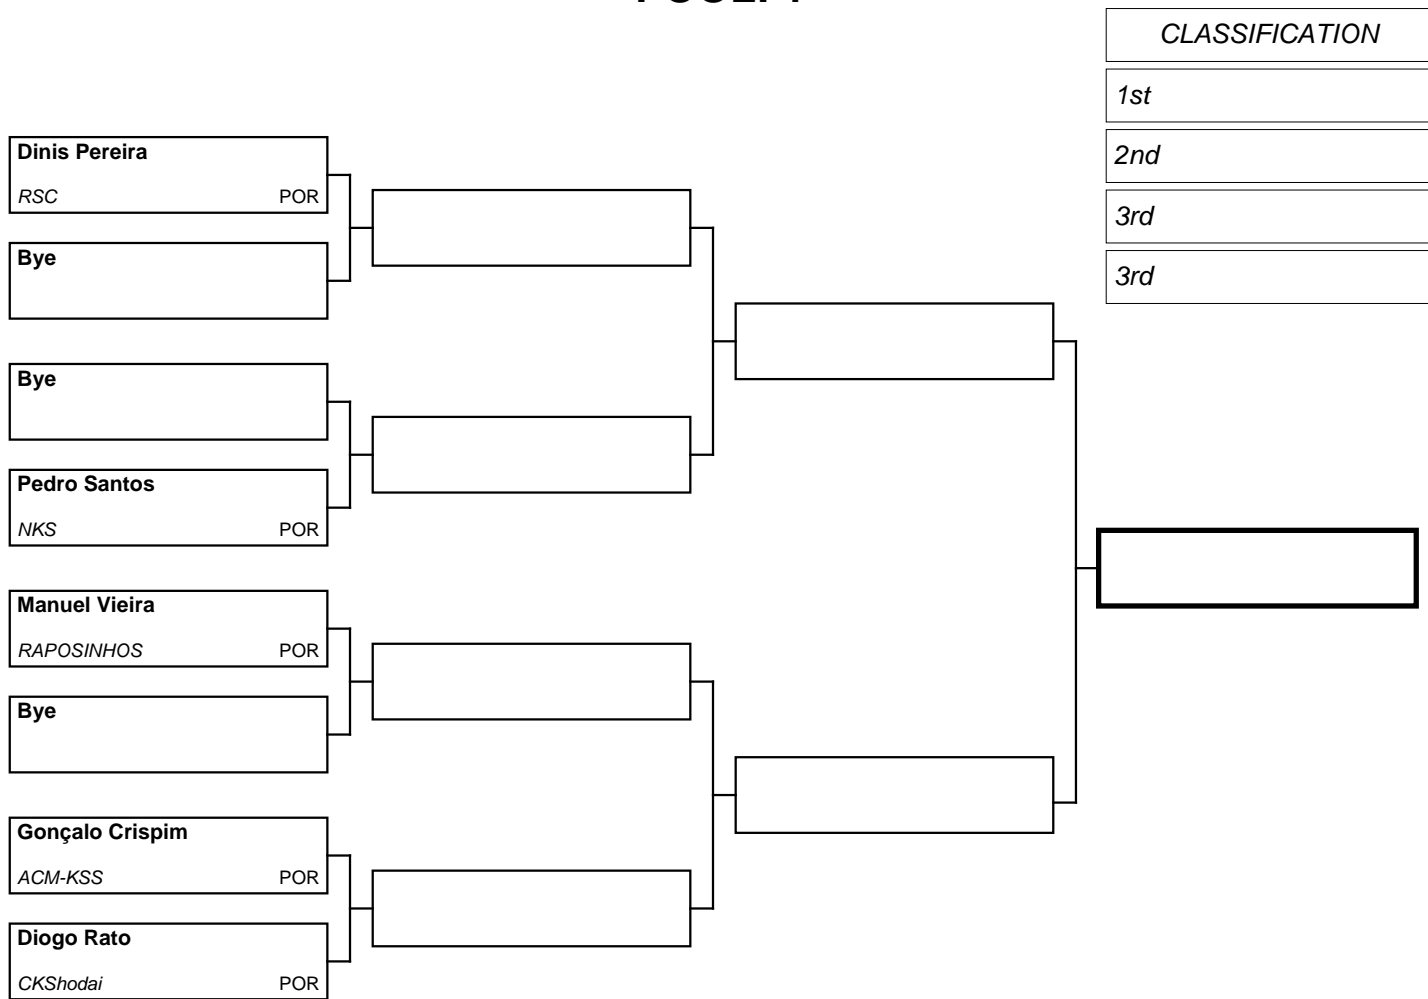 CLASSIFICATION
1st
2nd
3rd
3rd
Dinis Pereira
RSC POR
Bye
Bye
Pedro Santos
NKS POR
Manuel Vieira
RAPOSINHOS POR
Bye
Gonçalo Crispim
ACM-KSS POR
Diogo Rato
CKShodai POR